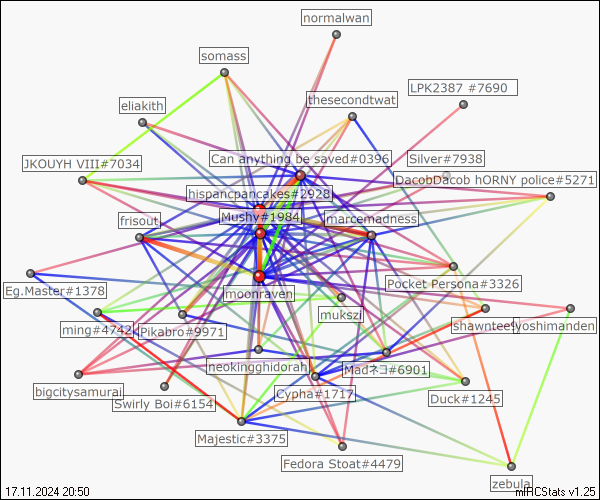 normalwan
somass
LPK2387 #7690
thesecondtwat
eliakith
Can anything be saved#0396
Silver#7938
JKOUYH VIII#7034
DacobDacob hORNY police#5271
hispancpancakes#2928
Mushy#1984
marcemadness
frisout
Pocket Persona#3326
Eg.Master#1378
moonraven
mukszi
ming#4742
Pikabro#9971
shawntee
yoshimanden
neokingghidorah
Madネコ#6901
bigcitysamurai
Swirly Boi#6154
Cypha#1717
Duck#1245
Majestic#3375
Fedora Stoat#4479
zebula
17.11.2024 20:50
mIRCStats v1.25